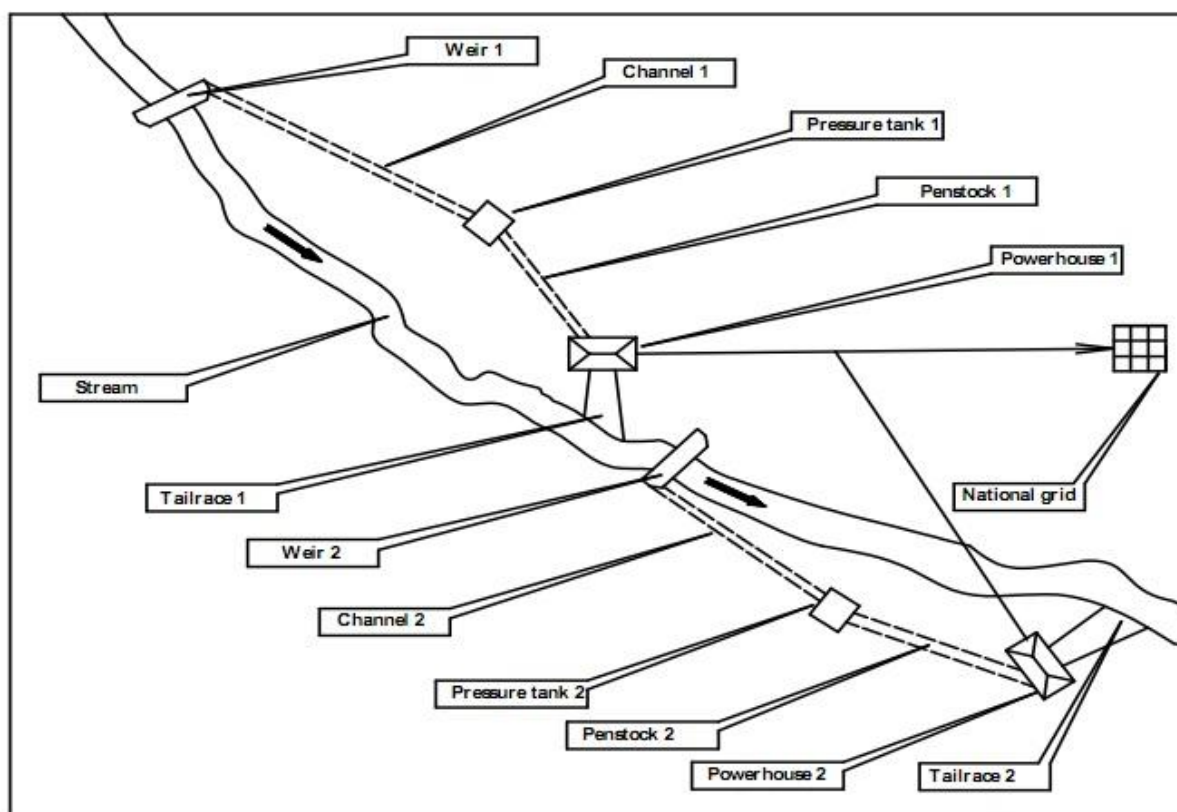 Weir 1
Channel 1
Pressure tank 1
Penstock 1
Powerhouse 1
Stream
National grid
Tailrace 1
Weir 2
Channel 2
Pressure tank 2
Penstock 2
Powerhouse 2
Tailrace 2